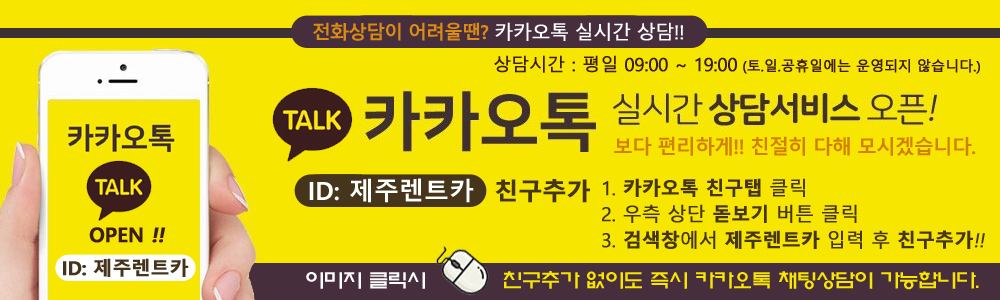 전화상담이 어려울땐? 카카오톡 실시간 상담!!
상담시간 : 평일 09:00 ~ 19:00 (토.일.공휴일에는 운영되지 않습니다.)
TALK 카카오톡 실시간 상담서비스 오픈!
보다 편리하게!! 친절히 다해 모시겠습니다.
ID: 제주렌트카 친구추가
1. 카카오톡 친구탭 클릭
2. 우측 상단 돋보기 버튼 클릭
3. 검색창에서 제주렌트카 입력 후 친구추가!!
카카오톡
TALK
OPEN !!
ID: 제주렌트카
이미지 클릭시 친구추가 없이도 즉시 카카오톡 채팅상담이 가능합니다.